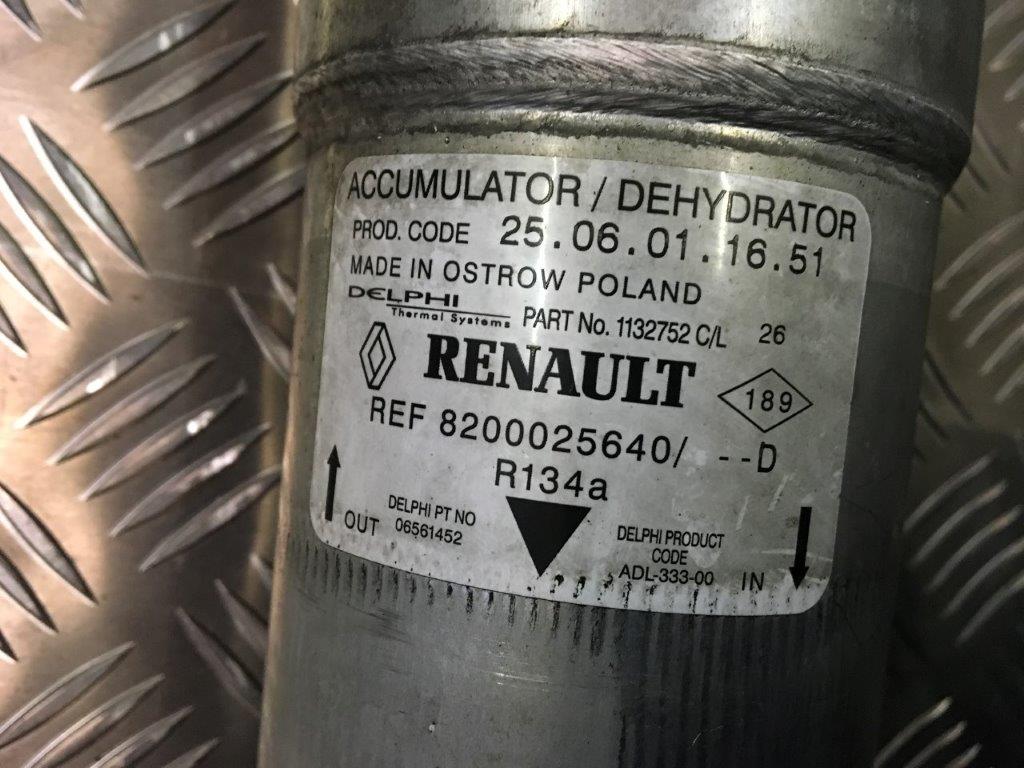 ACCUMULATOR / DEHYDRATOR
PROD. CODE 25.06.01.16.51
MADE IN OSTROW POLAND
DELPHI
Thermal Systems PART No. 1132752 C/L 26
RENAULT 189
REF 8200025640/ --D
R134a
OUT DELPHI PT NO
06561452
DELPHI PRODUCT
CODE
ADL-333-00 IN